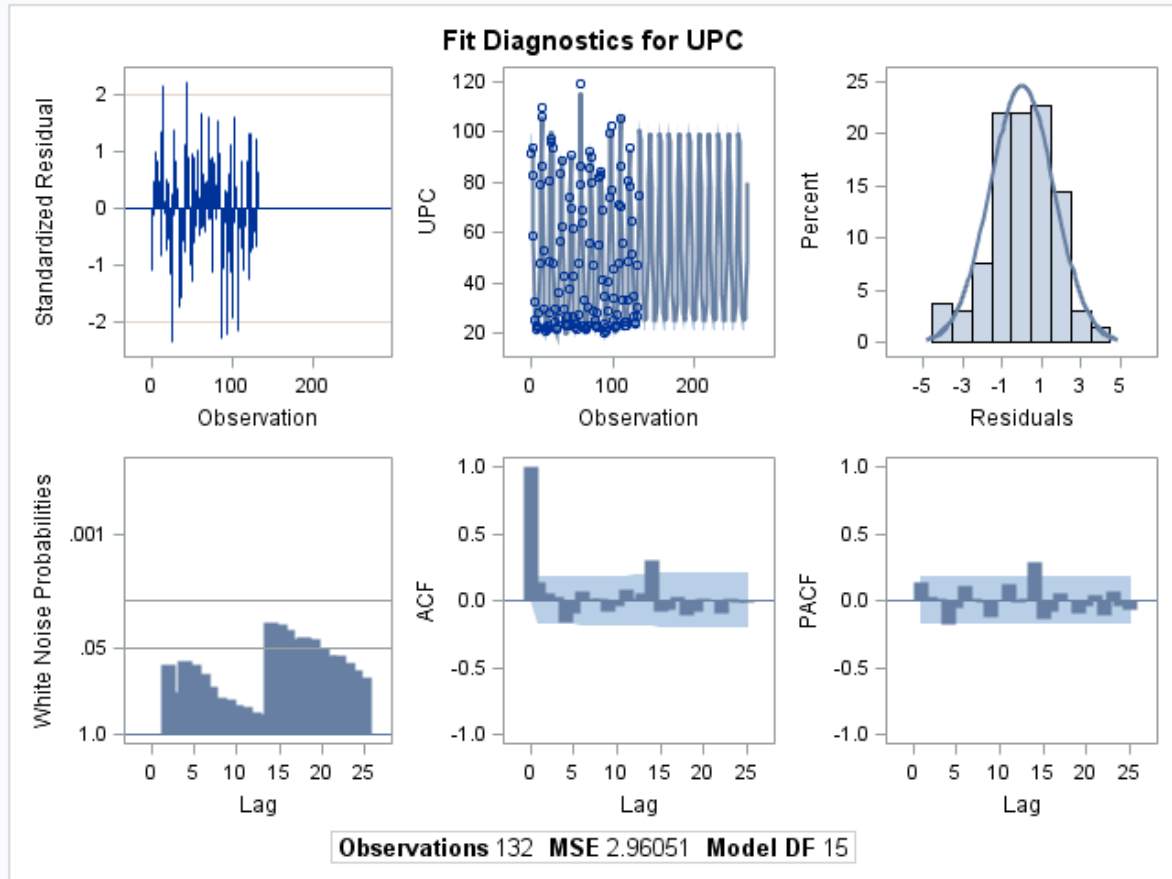 Fit Diagnostics for UPC
Standardized Residual
2
1
0
-1
-2
0 100 200
Observation
UPC
120
100
80
60
40
20
0 100 200
Observation
Percent
25
20
15
10
5
0
-5 -3 -1 1 3 5
Residuals
White Noise Probabilities
.001
.05
1.0
0 5 10 15 20 25
Lag
ACF
1.0
0.5
0.0
-0.5
-1.0
0 5 10 15 20 25
Lag
PACF
1.0
0.5
0.0
-0.5
-1.0
0 5 10 15 20 25
Lag
Observations 132 MSE 2.96051 Model DF 15